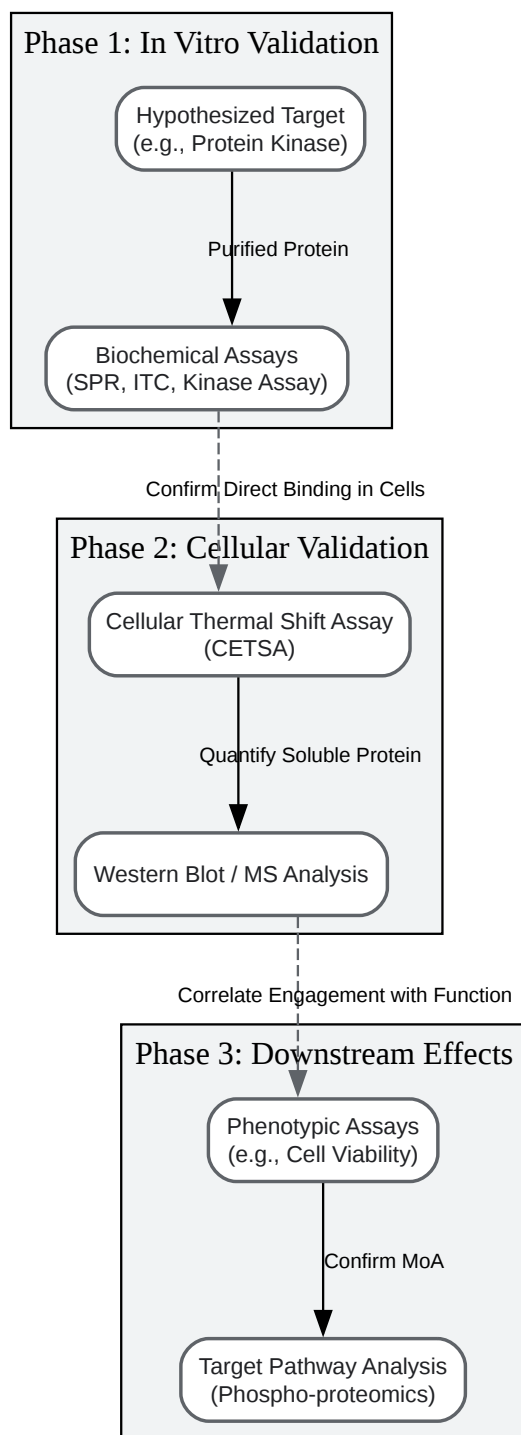 Phase 1: In Vitro Validation
Hypothesized Target
(e.g., Protein Kinase)
Purified Protein
Biochemical Assays
(SPR, ITC, Kinase Assay)
Confirm Direct Binding in Cells
Phase 2: Cellular Validation
Cellular Thermal Shift Assay
(CETSA)
Quantify Soluble Protein
Western Blot / MS Analysis
Correlate Engagement with Function
Phase 3: Downstream Effects
Phenotypic Assays
(e.g., Cell Viability)
Confirm MoA
Target Pathway Analysis
(Phospho-proteomics)